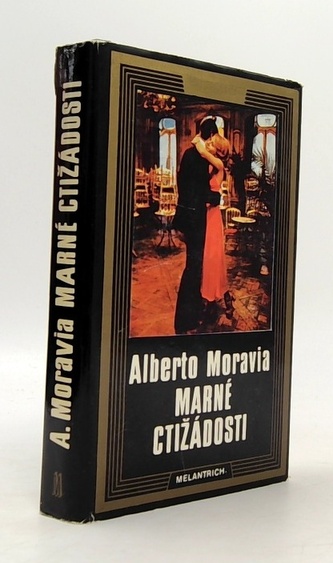 A. Moravia MARNÉ CTIŽÁDOSTI
Alberto Moravia
MARNÉ
CTIŽÁDOSTI
MELANTRICH